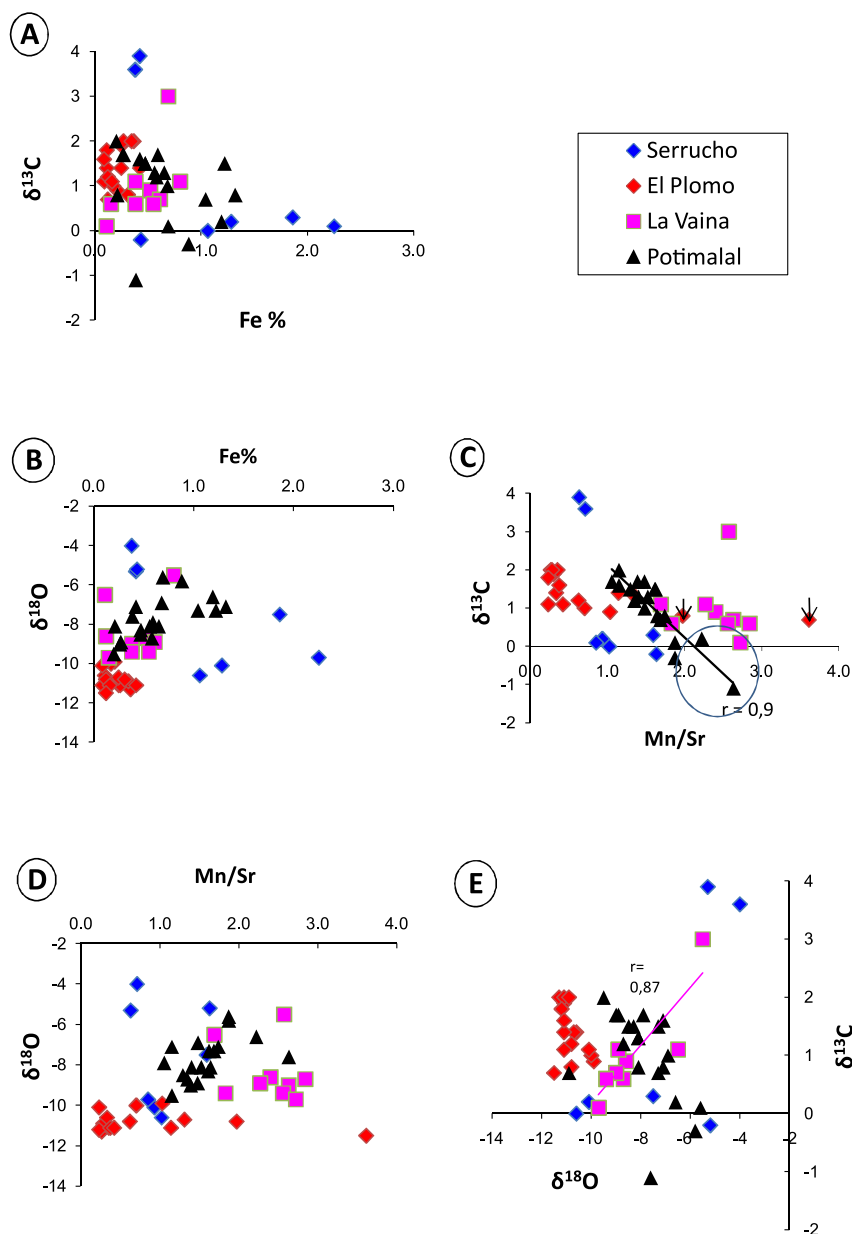 A
4
3
2
1
0
-1
-2
0.0 1.0 2.0 3.0
δ13C
Fe %
Serrucho
El Plomo
La Vaina
Potimalal
B
Fe%
0.0 1.0 2.0 3.0
-2
-4
-6
-8
-10
-12
-14
δ18O
C
4
3
2
1
0
-1
-2
0.0 1.0 2.0 3.0 4.0
δ13C
r = 0,9
Mn/Sr
D
Mn/Sr
0.0 1.0 2.0 3.0 4.0
-2
-4
-6
-8
-10
-12
-14
δ18O
E
4
3
2
1
0
-1
-2
r=
0,87
δ13C
-14 -12 -10 -8 -6 -4 -2
δ18O